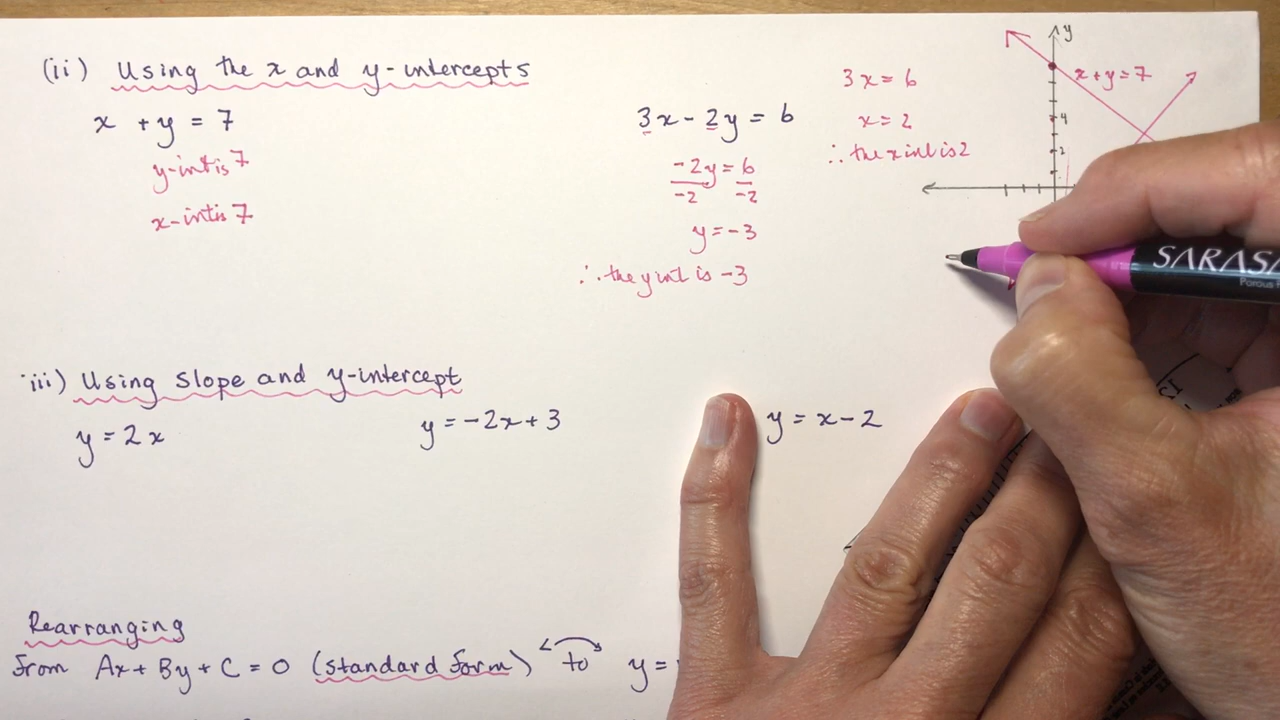 (ii) Using the x and y-intercepts
x + y = 7
y-int is 7
x-int is 7
3x - 2y = 6
-2y = 6
-2 -2
y = -3
∴ the y int is -3
3x = 6
x = 2
∴ the x int is 2
y
x+y=7
4
2
iii) Using slope and y-intercept
y = 2x
y = -2x + 3
y = x - 2
Rearranging
From Ax + By + C = 0 (standard form) to y =
SARASA
Porous